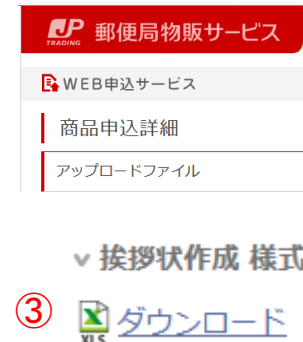 JP 郵便局物販サービス
TRADING
WEB申込サービス
商品申込詳細
アップロードファイル
挨拶状作成 様式
③ ダウンロード
XLS